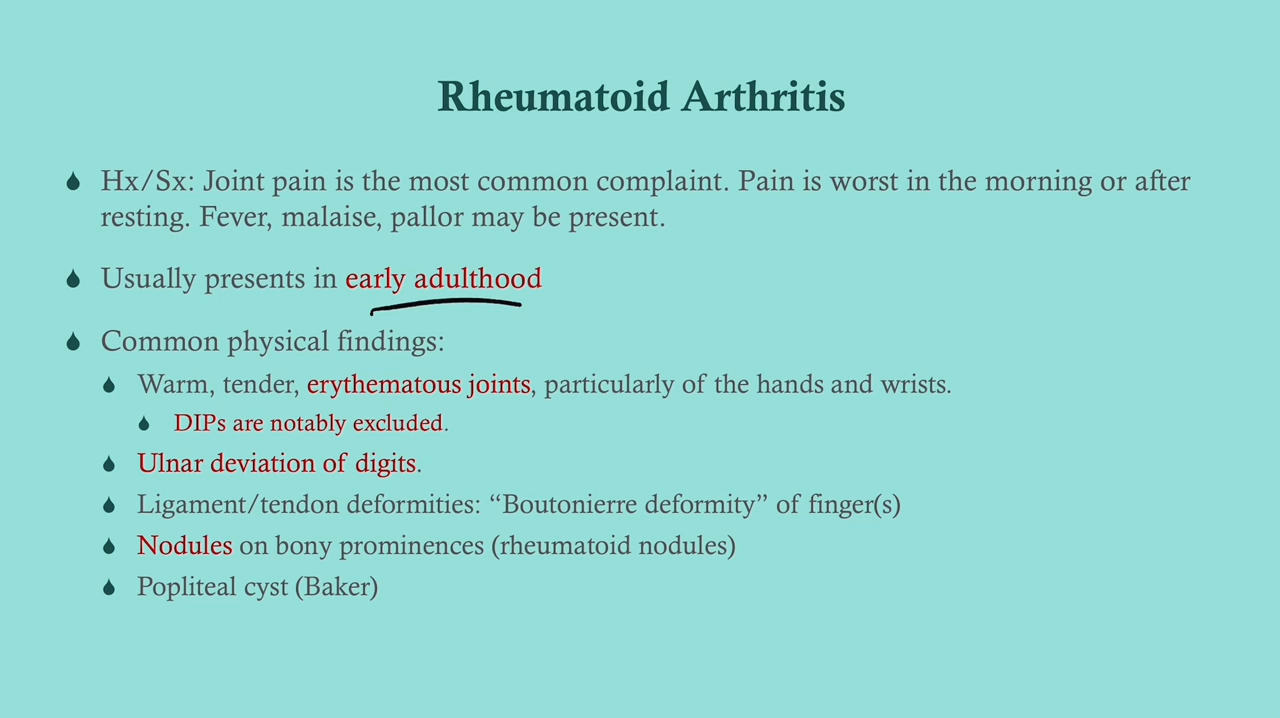 Rheumatoid Arthritis
Hx/Sx: Joint pain is the most common complaint. Pain is worst in the morning or after
resting. Fever, malaise, pallor may be present.
Usually presents in early adulthood
Common physical findings:
Warm, tender, erythematous joints, particularly of the hands and wrists.
DIPs are notably excluded.
Ulnar deviation of digits.
Ligament/tendon deformities: “Boutonierre deformity” of finger(s)
Nodules on bony prominences (rheumatoid nodules)
Popliteal cyst (Baker)